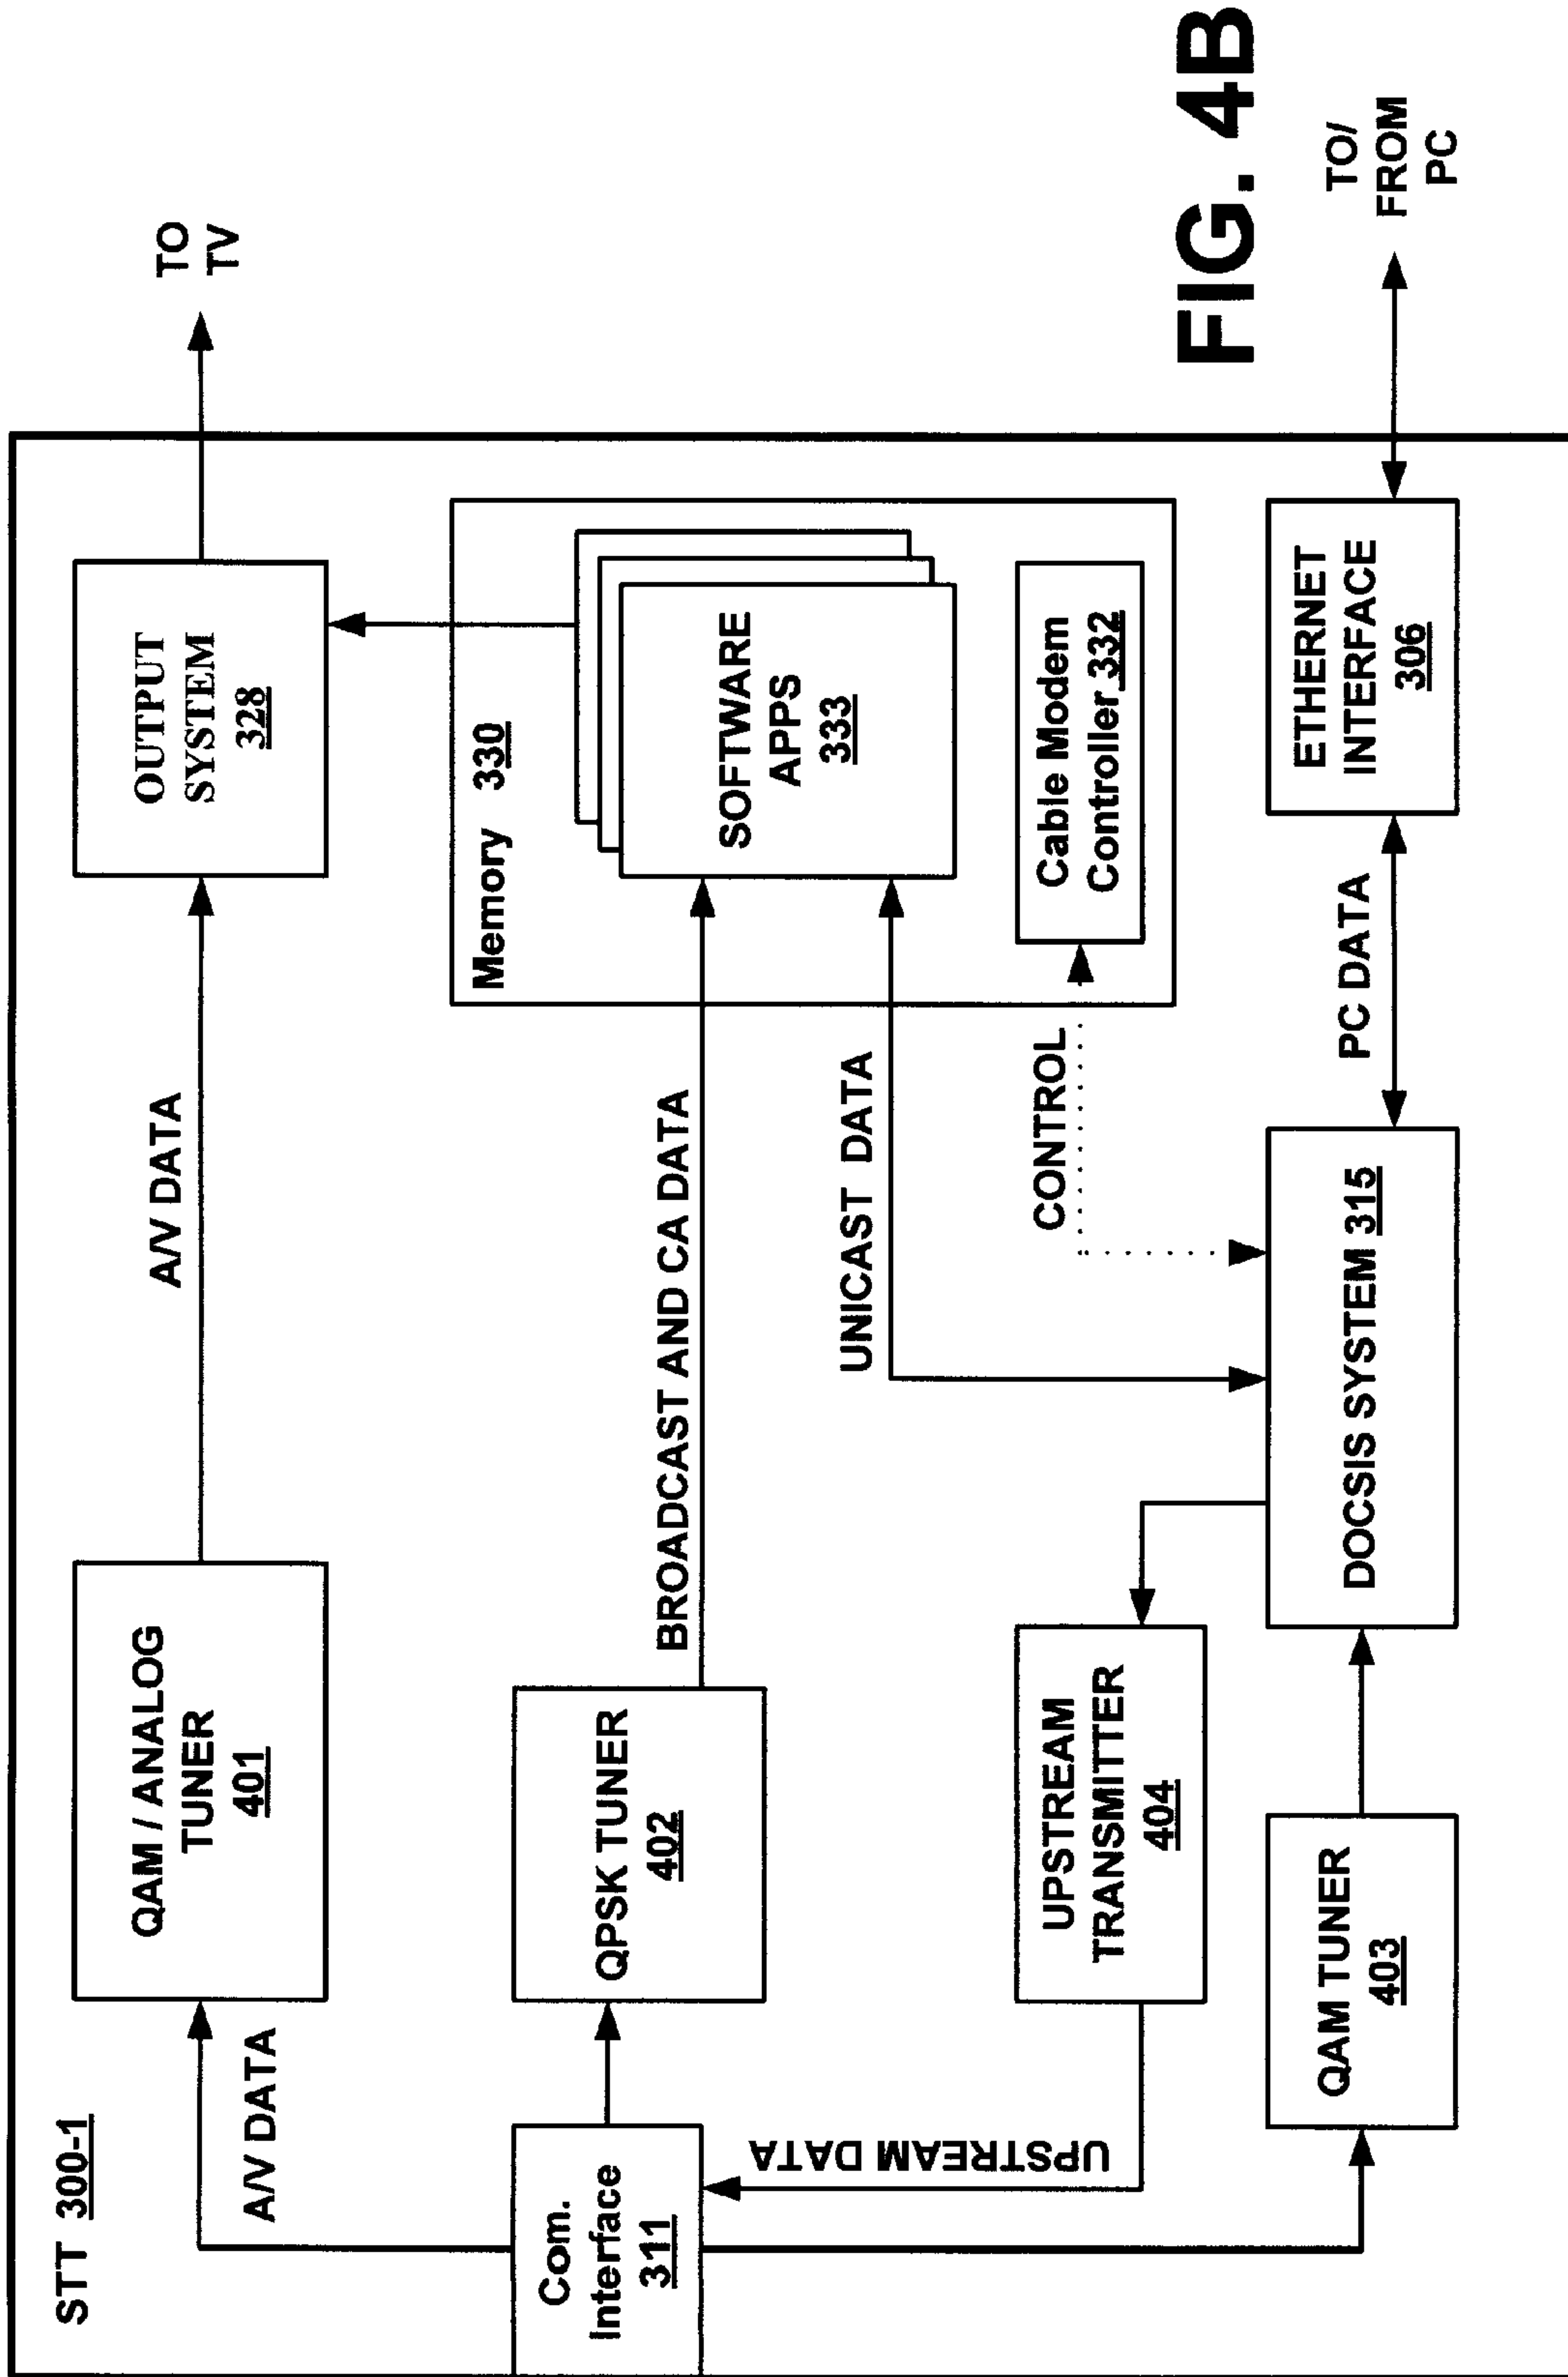 STT 300-1
A/V DATA
QAM / ANALOG
TUNER
401
A/V DATA
OUTPUT
SYSTEM
328
TO
TV
Com.
Interface
311
QPSK TUNER
402
BROADCAST AND CA DATA
Memory 330
SOFTWARE
APPS
333
UNICAST DATA
Cable Modem
Controller 332
CONTROL
UPSTREAM DATA
UPSTREAM
TRANSMITTER
404
QAM TUNER
403
DOCSIS SYSTEM 315
PC DATA
ETHERNET
INTERFACE
306
TO/
FROM
PC
FIG. 4B